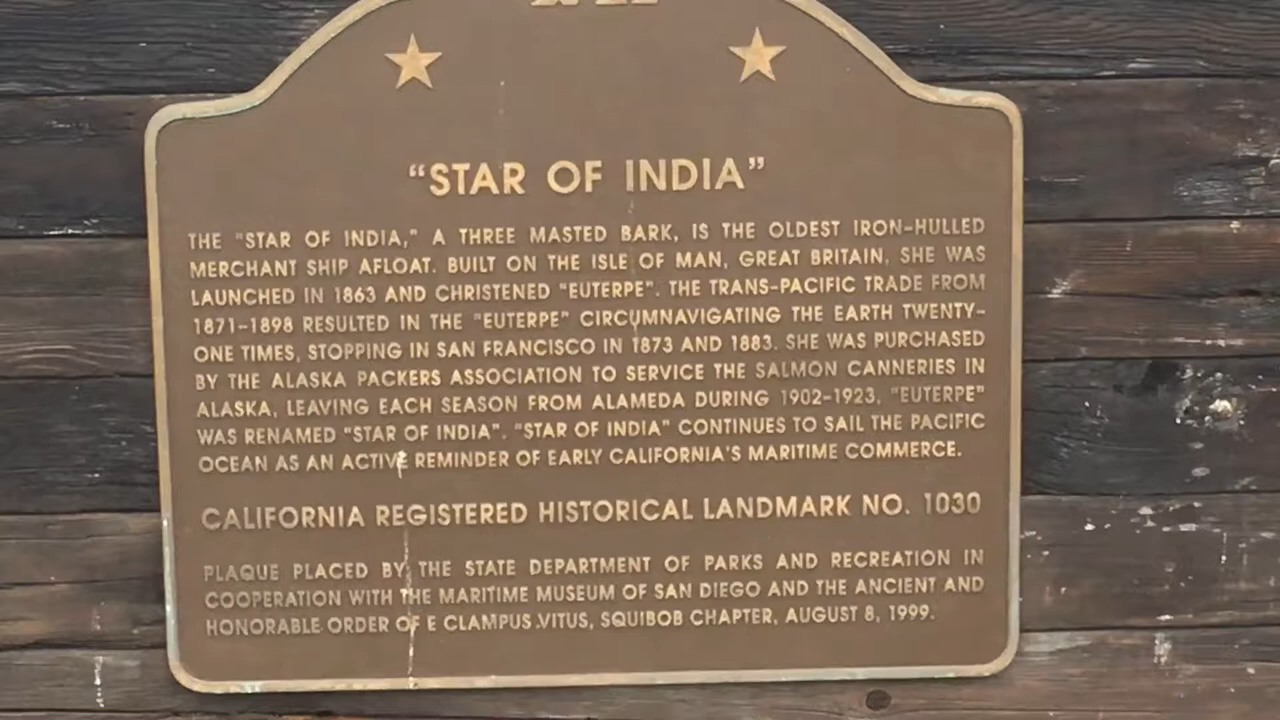 “STAR OF INDIA”
THE "STAR OF INDIA," A THREE MASTED BARK, IS THE OLDEST IRON-HULLED
MERCHANT SHIP AFLOAT. BUILT ON THE ISLE OF MAN, GREAT BRITAIN, SHE WAS
LAUNCHED IN 1863 AND CHRISTENED "EUTERPE". THE TRANS-PACIFIC TRADE FROM
1871-1898 RESULTED IN THE "EUTERPE" CIRCUMNAVIGATING THE EARTH TWENTY-
ONE TIMES, STOPPING IN SAN FRANCISCO IN 1873 AND 1883. SHE WAS PURCHASED
BY THE ALASKA PACKERS ASSOCIATION TO SERVICE THE SALMON CANNERIES IN
ALASKA, LEAVING EACH SEASON FROM ALAMEDA DURING 1902-1923, "EUTERPE"
WAS RENAMED "STAR OF INDIA". "STAR OF INDIA" CONTINUES TO SAIL THE PACIFIC
OCEAN AS AN ACTIVE REMINDER OF EARLY CALIFORNIA'S MARITIME COMMERCE.
CALIFORNIA REGISTERED HISTORICAL LANDMARK NO. 1030
PLAQUE PLACED BY THE STATE DEPARTMENT OF PARKS AND RECREATION IN
COOPERATION WITH THE MARITIME MUSEUM OF SAN DIEGO AND THE ANCIENT AND
HONORABLE ORDER OF E CLAMPUS VITUS, SQUIBOB CHAPTER, AUGUST 8, 1999.